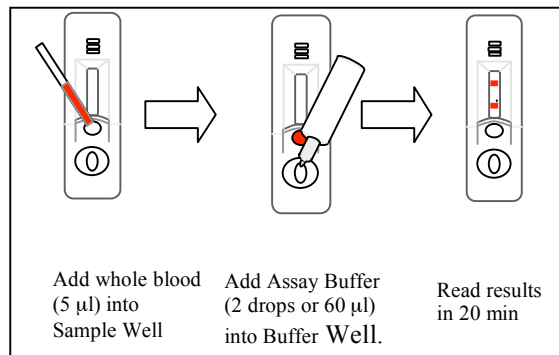 Add whole blood
(5 µl) into
Sample Well
Add Assay Buffer
(2 drops or 60 µl)
into Buffer Well.
Read results
in 20 min